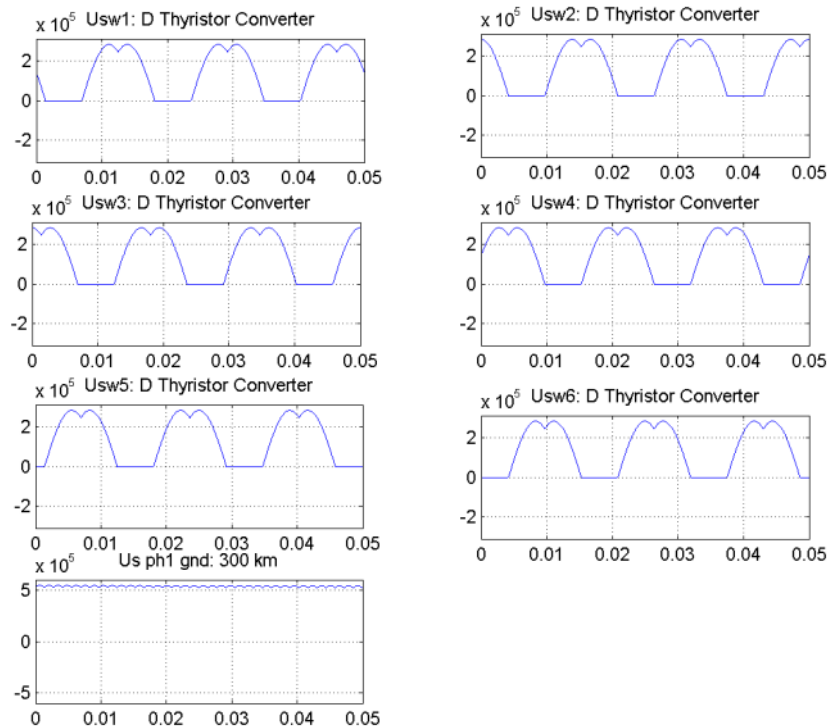 x 10^5 Usw1: D Thyristor Converter
2
0
-2
0 0.01 0.02 0.03 0.04 0.05
x 10^5 Usw2: D Thyristor Converter
2
0
-2
0 0.01 0.02 0.03 0.04 0.05
x 10^5 Usw3: D Thyristor Converter
2
0
-2
0 0.01 0.02 0.03 0.04 0.05
x 10^5 Usw4: D Thyristor Converter
2
0
-2
0 0.01 0.02 0.03 0.04 0.05
x 10^5 Usw5: D Thyristor Converter
2
0
-2
0 0.01 0.02 0.03 0.04 0.05
x 10^5 Usw6: D Thyristor Converter
2
0
-2
0 0.01 0.02 0.03 0.04 0.05
x 10^5 Us ph1 gnd: 300 km
5
0
-5
0 0.01 0.02 0.03 0.04 0.05